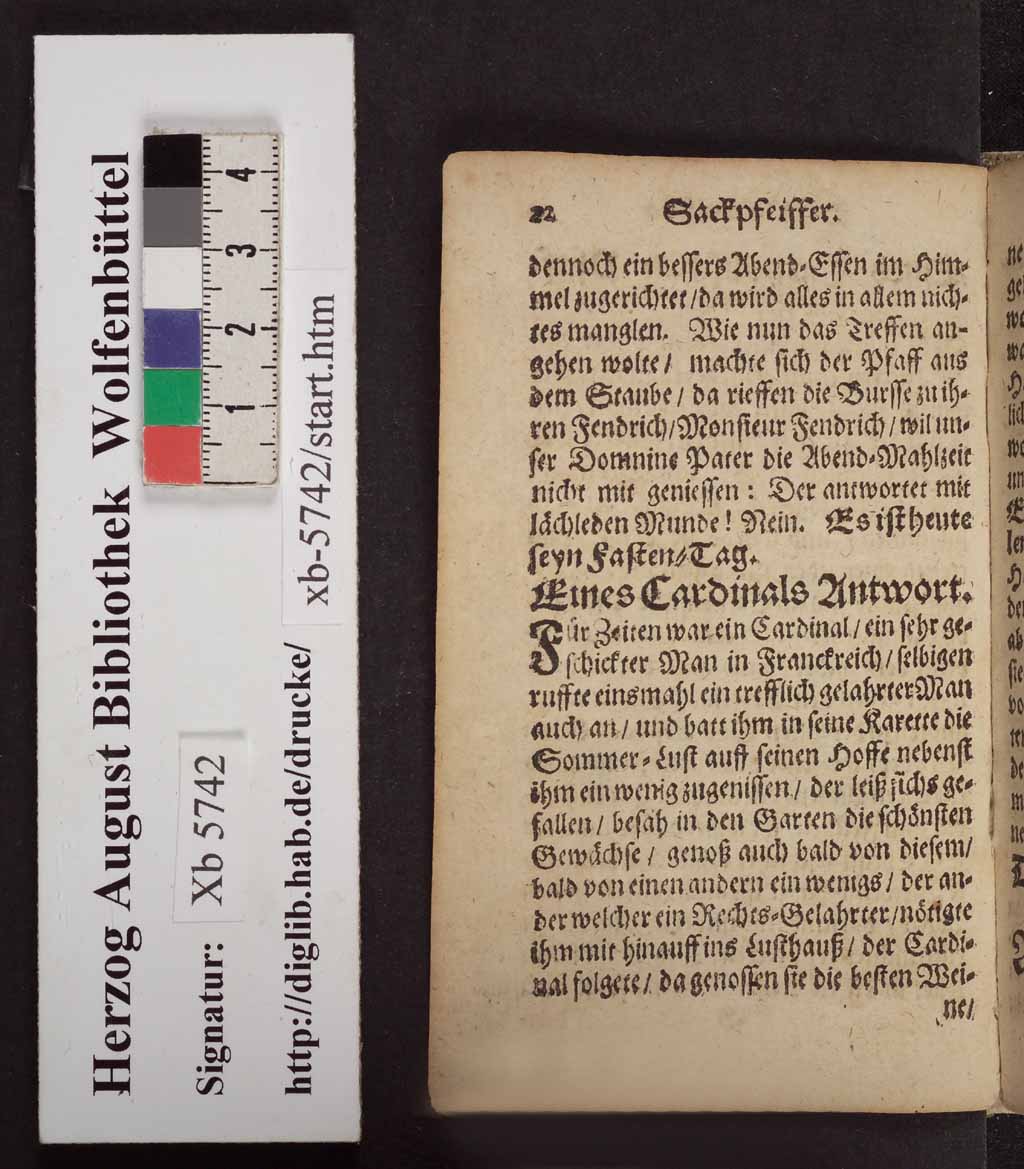 Herzog August Bibliothek Wolfenbüttel
Signatur: Xb 5742
http://diglib.hab.de/drucke/ xb-5742/start.htm
1 2 3 4
22 Sackpfeiffer.
dennoch ein bessers Abend-Essen im Him-
mel zugerichtet / da wird alles in allem nich-
tes manglen. Wie nun das Treffen an-
gehen wolte / machte sich der Pfaff aus
dem Staube / da rieffen die Bursse zu ih-
ren Fendrich / Monsieur Fendrich / wil un-
ser Domnine Pater die Abend-Mahlzeit
nicht mit geniessen : Der antwortet mit
lächleden Munde ! Nein. Es ist heute
seyn Fasten-Tag.
Eines Cardinals Antwort.
Für Zeiten war ein Cardinal / ein sehr ge-
schickter Man in Franckreich / selbigen
ruffte einsmahl ein trefflich gelahrter Man
auch an / und batt ihm in seine Karette die
Sommer-Lust auff seinen Hoffe nebenst
ihm ein wenig zugenissen / der leiß sichs ge-
fallen / besah in den Garten die schönsten
Gewächse / genoß auch bald von diesem /
bald von einen andern ein wenigs / der an-
der welcher ein Rechts-Gelahrter / nötigte
ihm mit hinauff ins Lusthauß / der Cardi-
nal folgete / da genossen sie die besten Wei-
ne /